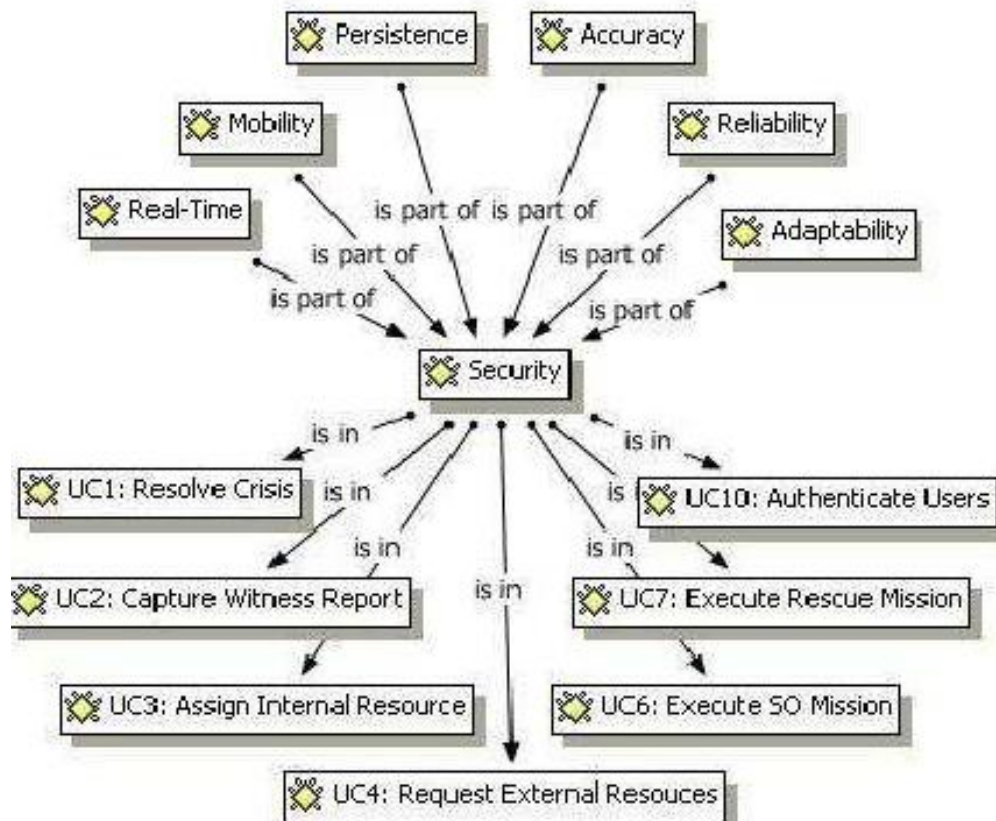 Persistence
Accuracy
Mobility
Reliability
Real-Time
Adaptability
is part of
is part of
is part of
is part of
is part of
is part of
Security
is in
is in
UC1: Resolve Crisis
is in
UC10: Authenticate Users
is in
is in
is in
UC2: Capture Witness Report
UC7: Execute Rescue Mission
UC3: Assign Internal Resource
UC6: Execute SO Mission
UC4: Request External Resouces